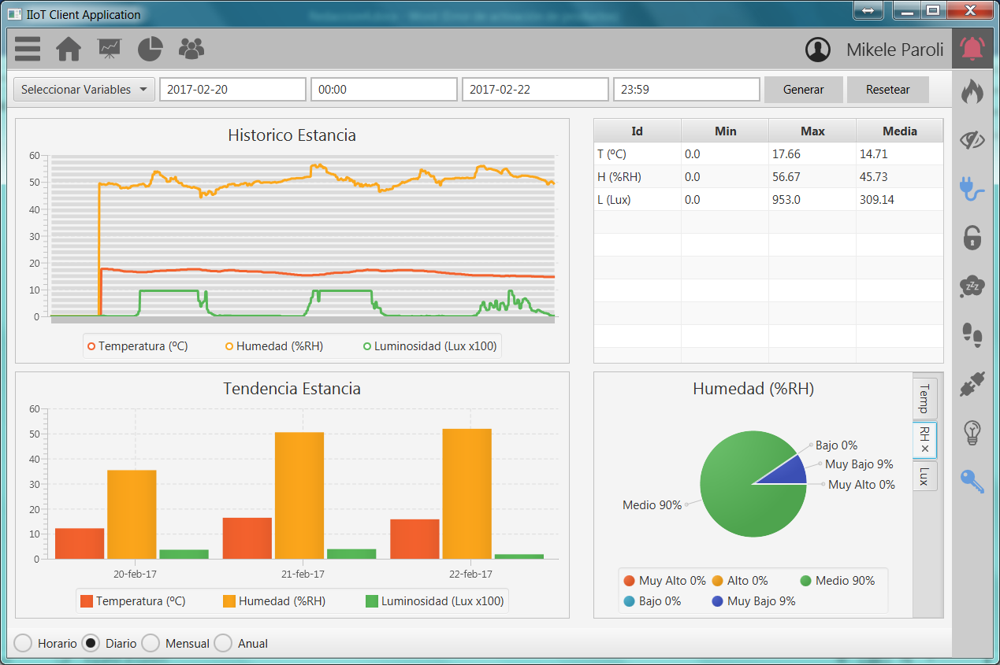 IIoT Client Application
Mikele Paroli
Seleccionar Variables 2017-02-20 00:00 2017-02-22 23:59 Generar Resetear
Historico Estancia
60
50
40
30
20
10
0
Temperatura (ºC) Humedad (%RH) Luminosidad (Lux x100)
Id Min Max Media
T (ºC) 0.0 17.66 14.71
H (%RH) 0.0 56.67 45.73
L (Lux) 0.0 953.0 309.14
Tendencia Estancia
60
50
40
30
20
10
0
20-feb-17 21-feb-17 22-feb-17
Temperatura (ºC) Humedad (%RH) Luminosidad (Lux x100)
Humedad (%RH)
Bajo 0%
Muy Bajo 9%
Muy Alto 0%
Medio 90%
Muy Alto 0% Alto 0% Medio 90%
Bajo 0% Muy Bajo 9%
Temp
RH
Lux
zZZ
Horario Diario Mensual Anual